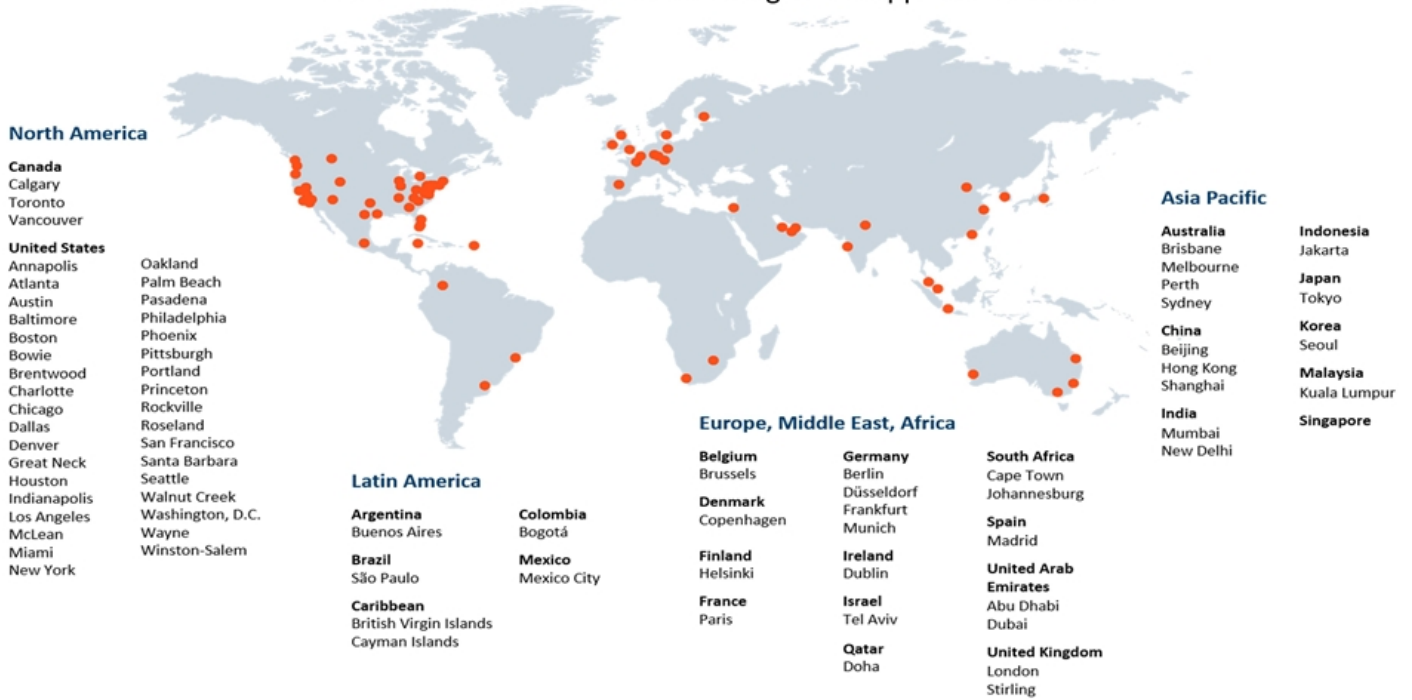 North America
Canada
Calgary
Toronto
Vancouver
United States
Annapolis
Atlanta
Austin
Baltimore
Boston
Bowie
Brentwood
Charlotte
Chicago
Dallas
Denver
Great Neck
Houston
Indianapolis
Los Angeles
McLean
Miami
New York
Oakland
Palm Beach
Pasadena
Philadelphia
Phoenix
Pittsburgh
Portland
Princeton
Rockville
Roseland
San Francisco
Santa Barbara
Seattle
Walnut Creek
Washington, D.C.
Wayne
Winston-Salem
Latin America
Argentina
Buenos Aires
Brazil
São Paulo
Caribbean
British Virgin Islands
Cayman Islands
Colombia
Bogotá
Mexico
Mexico City
Europe, Middle East, Africa
Belgium
Brussels
Denmark
Copenhagen
Finland
Helsinki
France
Paris
Germany
Berlin
Düsseldorf
Frankfurt
Munich
Ireland
Dublin
Israel
Tel Aviv
Qatar
Doha
South Africa
Cape Town
Johannesburg
Spain
Madrid
United Arab
Emirates
Abu Dhabi
Dubai
United Kingdom
London
Stirling
Asia Pacific
Australia
Brisbane
Melbourne
Perth
Sydney
China
Beijing
Hong Kong
Shanghai
India
Mumbai
New Delhi
Indonesia
Jakarta
Japan
Tokyo
Korea
Seoul
Malaysia
Kuala Lumpur
Singapore